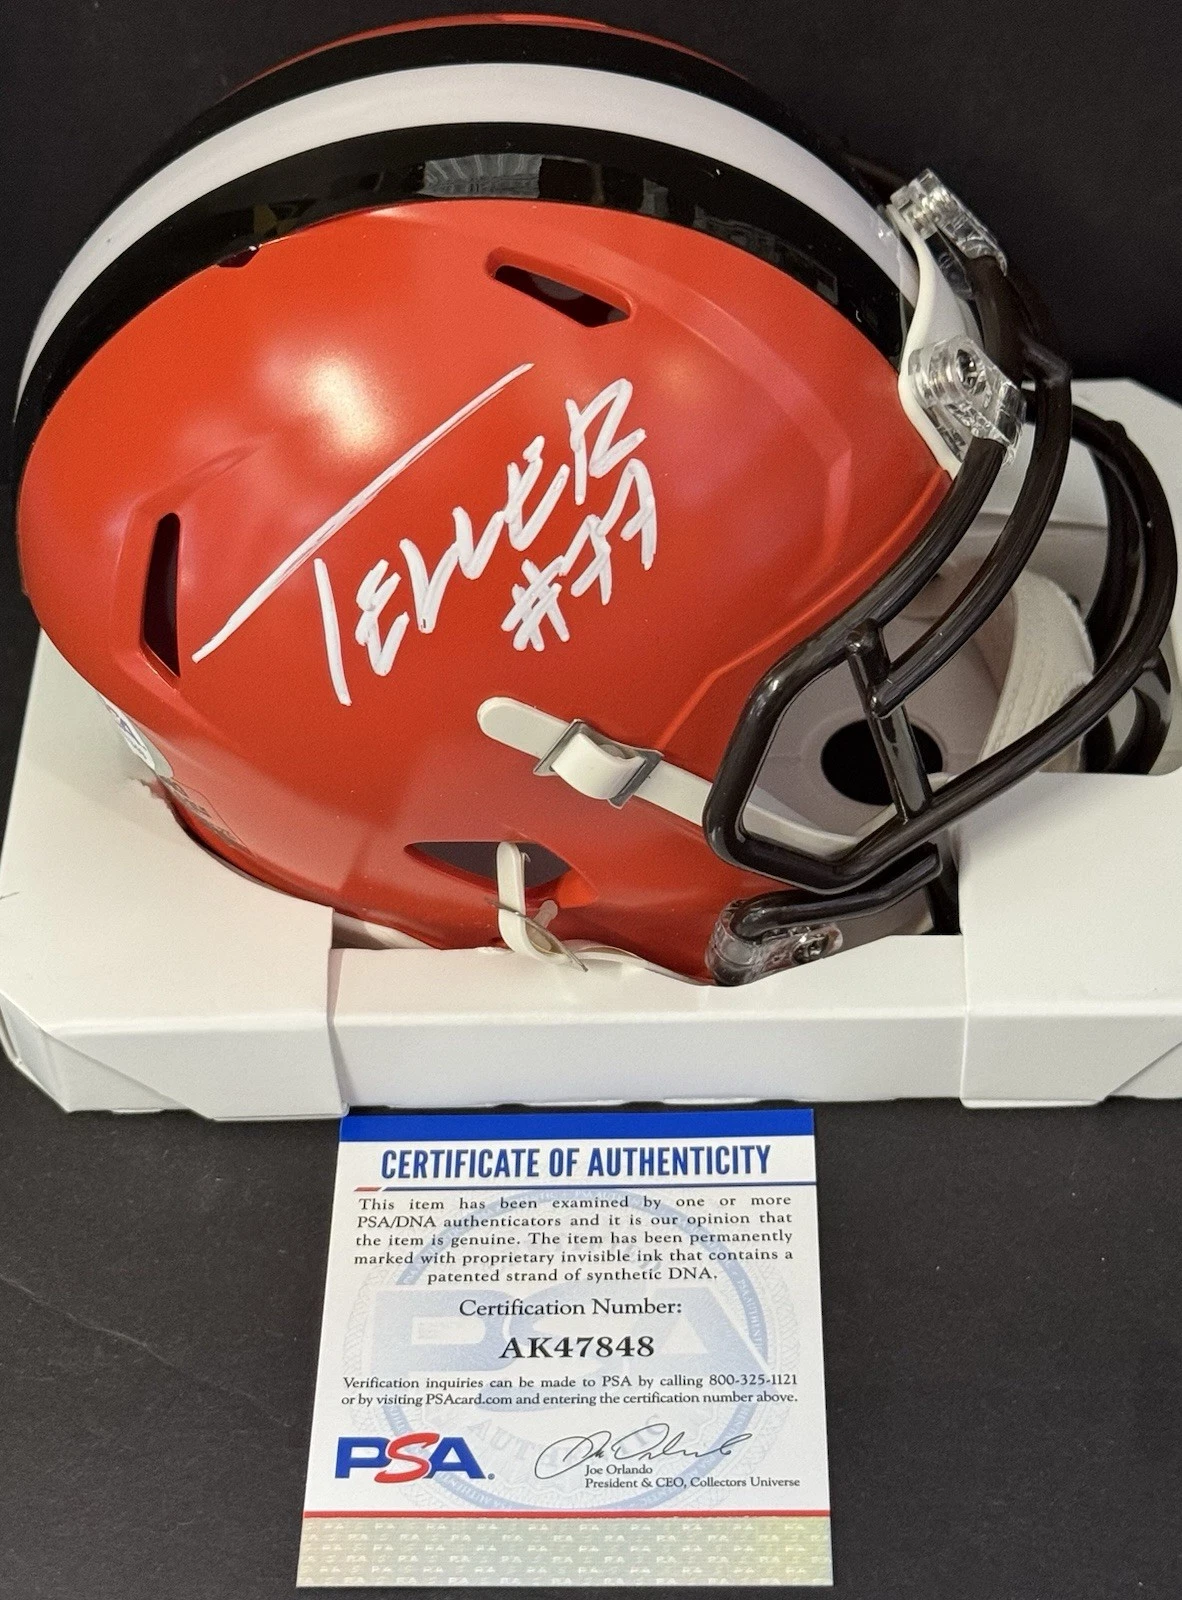 TELLER
#77
CERTIFICATE OF AUTHENTICITY
This item has been examined by one or more
PSA/DNA authenticators and it is our opinion that
the item is genuine. The item has been permanently
marked with proprietary invisible ink that contains a
patented strand of synthetic DNA.
Certification Number:
AK47848
Verification inquiries can be made to PSA by calling 800-325-1121
or by visiting PSAcard.com and entering the certification number above.
PSA
Joe Orlando
President & CEO, Collectors Universe